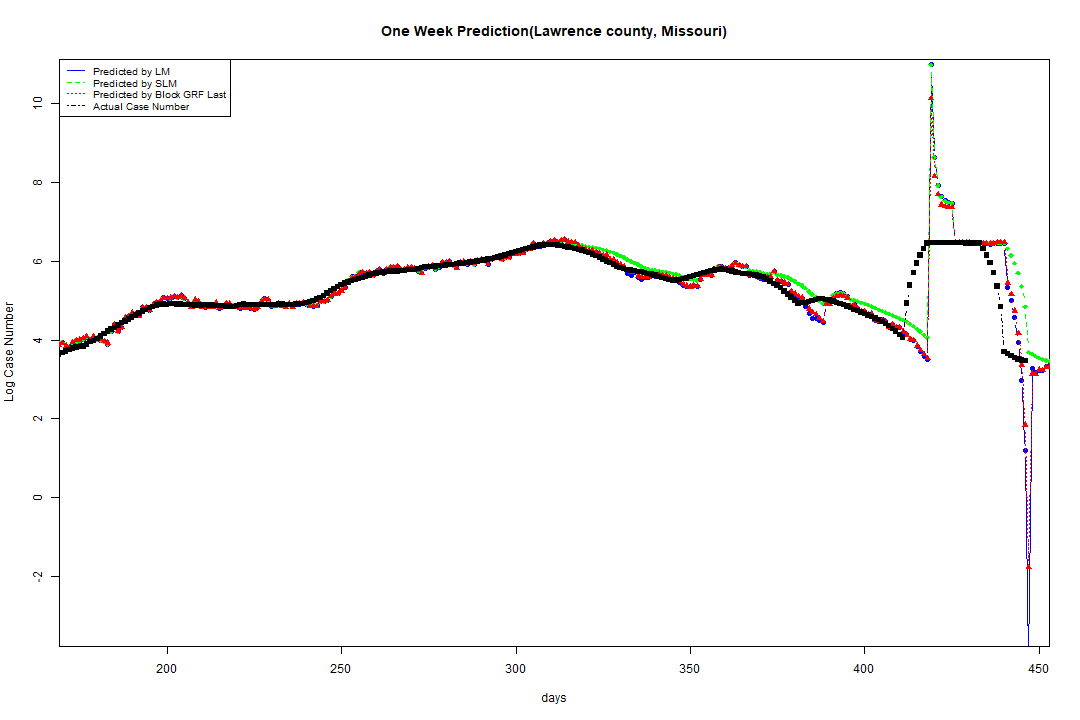 One Week Prediction(Lawrence county, Missouri)
Predicted by LM
Predicted by SLM
Predicted by Block GRF Last
Actual Case Number
Log Case Number
10
8
6
4
2
0
-2
200 250 300 350 400 450
days